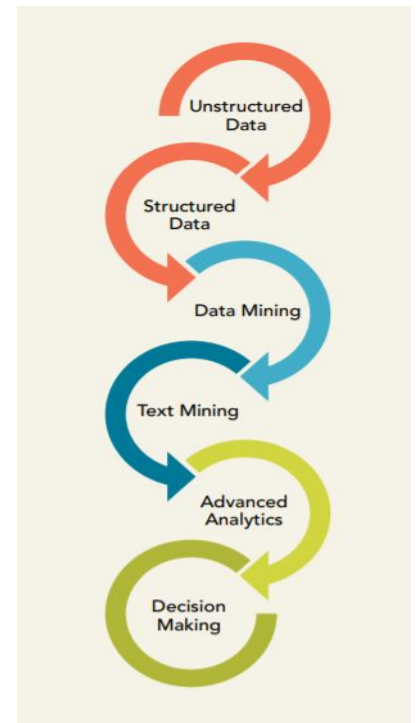 Unstructured
Data
Structured
Data
Data Mining
Text Mining
Advanced
Analytics
Decision
Making